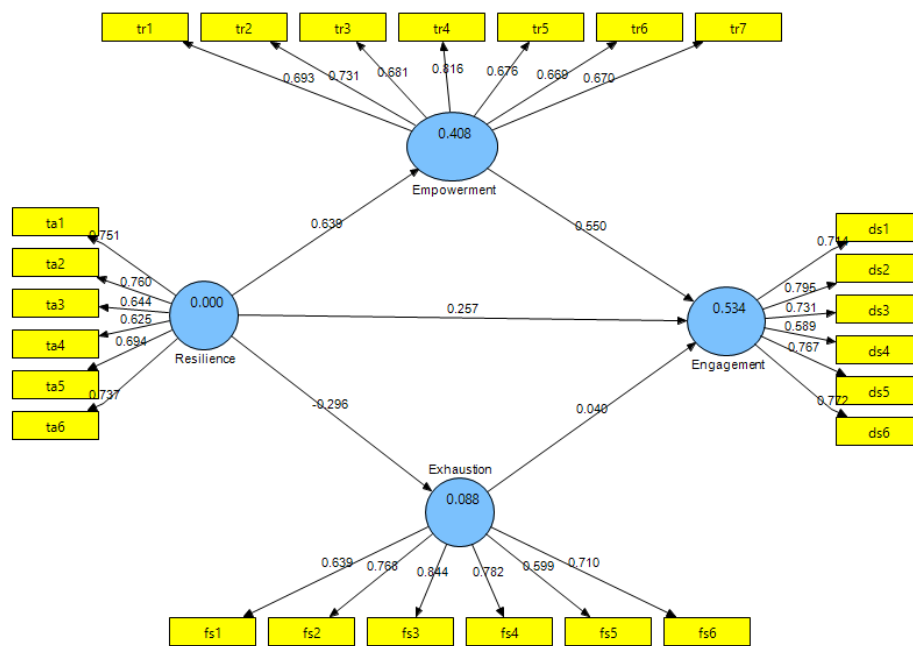 tr1 tr2 tr3 tr4 tr5 tr6 tr7
0.693 0.731 0.681 0.816 0.676 0.669 0.670
0.408
Empowerment
0.639
0.550
ta1
ta2
ta3
ta4
ta5
ta6
0.751
0.760
0.644
0.625
0.694
0.737
0.000
Resilience
0.257
0.534
Engagement
0.714
0.795
0.731
0.589
0.767
0.772
ds1
ds2
ds3
ds4
ds5
ds6
-0.296
0.040
Exhaustion
0.088
0.639 0.768 0.844 0.782 0.599 0.710
fs1 fs2 fs3 fs4 fs5 fs6